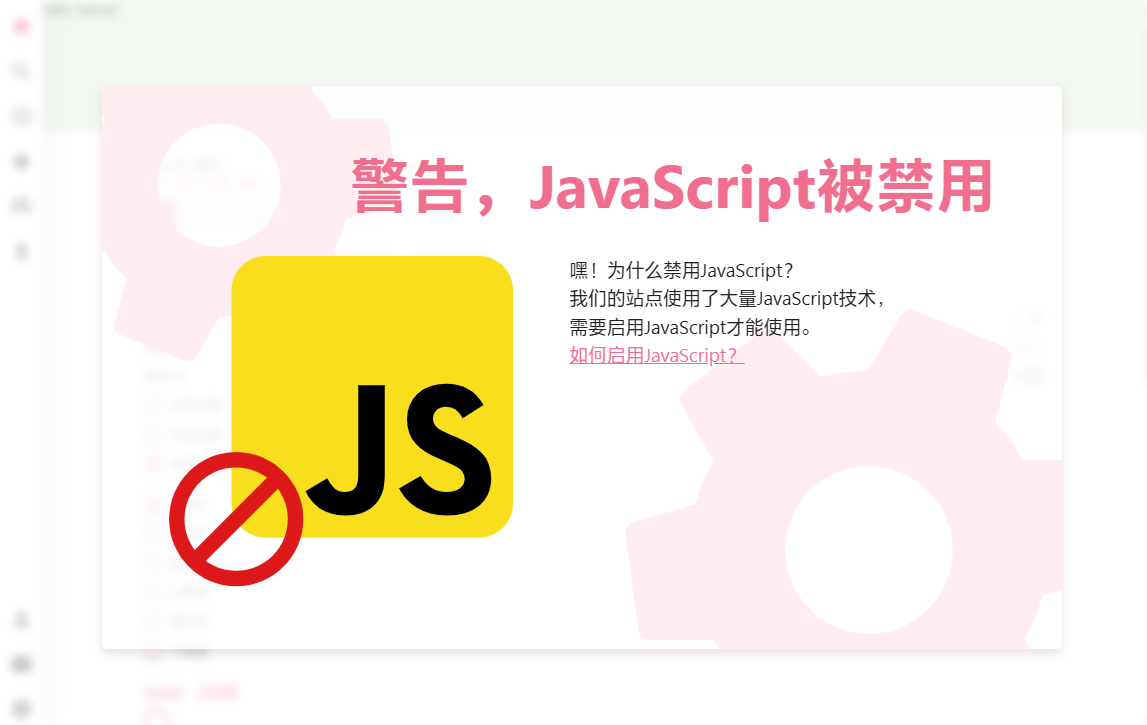 警告，JavaScript被禁用
嘿！为什么禁用JavaScript？
我们的站点使用了大量JavaScript技术，
需要启用JavaScript才能使用。
如何启用JavaScript？
JS